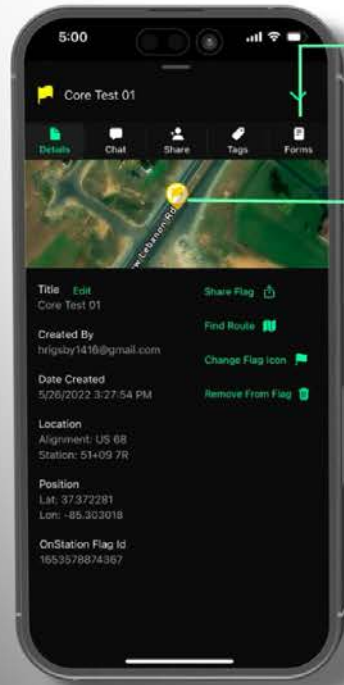 5:00
Core Test 01
Details Chat Share Tags Forms
New Lebanon Rd
Title Edit
Core Test 01
Share Flag
Find Route
Created By
hrigsby1416@gmail.com
Change Flag Icon
Date Created
5/26/2022 3:27:54 PM
Remove From Flag
Location
Alignment: US 68
Station: 51+09.7R
Position
Lat: 37.372281
Lon: -85.303018
OnStation Flag Id
1653578874367